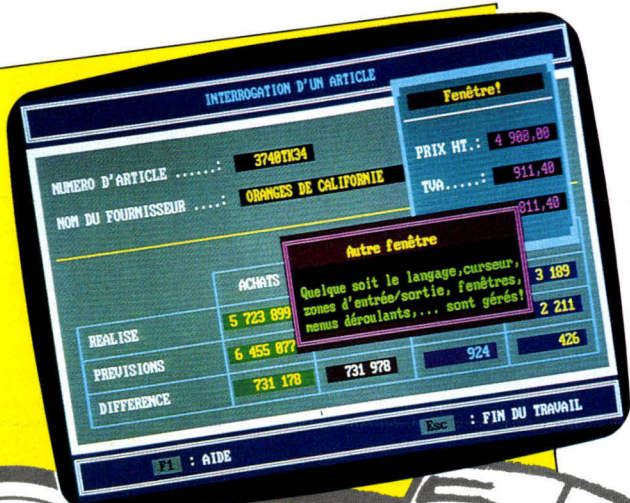 INTERROGATION D'UN ARTICLE
Fenêtre!
NUMERO D'ARTICLE ......: 3740TK34
NOM DU FOURNISSEUR ....: ORANGES DE CALIFORNIE
PRIX HT.: 4 900,00
TVA.....: 911,40
811,40
Autre fenêtre
Quelque soit le langage,curseur,
zones d'entrée/sortie, fenêtres,
menus déroulants,... sont gérés!
ACHATS
REALISE 5 723 899 3 189
PREVISIONS 6 455 077 2 211
DIFFERENCE 731 178 731 978 924 426
F1 : AIDE
Esc : FIN DU TRAVAIL